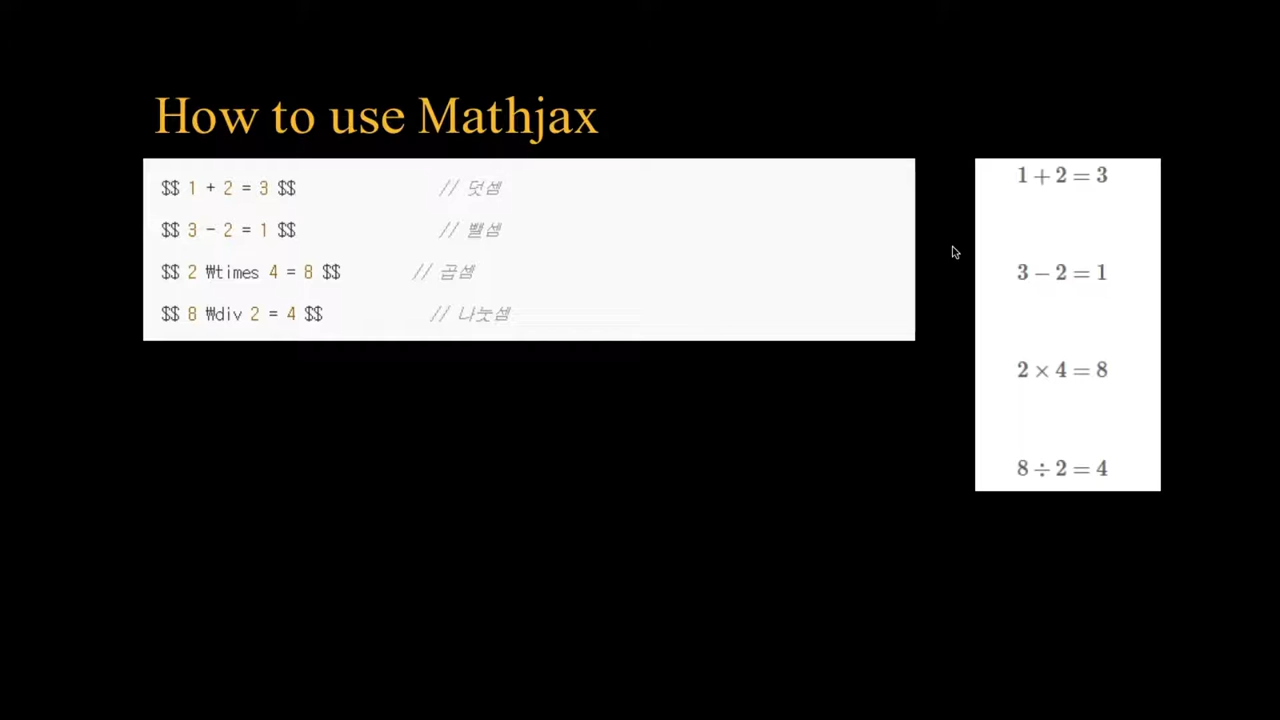 How to use Mathjax
$$ 1 + 2 = 3 $$ // 덧셈
$$ 3 - 2 = 1 $$ // 뺄셈
$$ 2 ₩times 4 = 8 $$ // 곱셈
$$ 8 ₩div 2 = 4 $$ // 나눗셈
1 + 2 = 3
3 − 2 = 1
2 × 4 = 8
8 ÷ 2 = 4